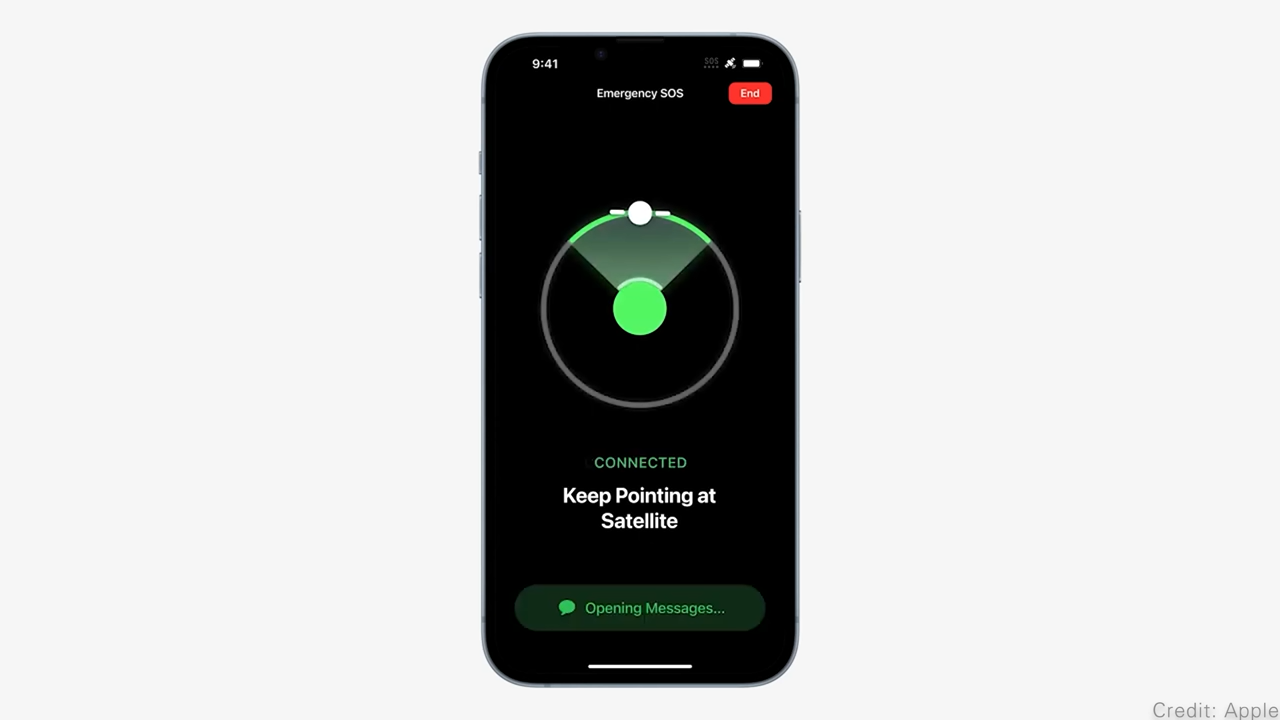 9:41
SOS
Emergency SOS
End
CONNECTED
Keep Pointing at
Satellite
Opening Messages...
Credit: Apple